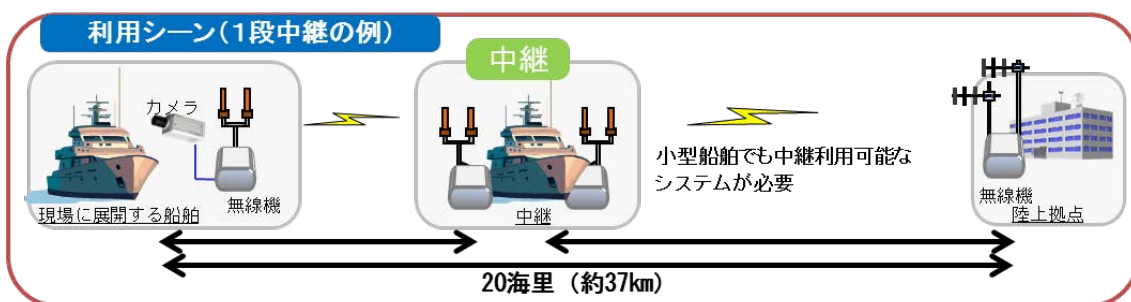 利用シーン(1段中継の例)
中継
カメラ
無線機
現場に展開する船舶
中継
小型船舶でも中継利用可能な
システムが必要
無線機
陸上拠点
20海里 (約37km)